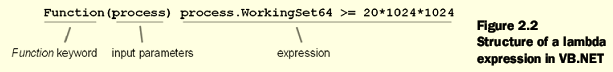 Function(process) process.WorkingSet64 >= 20*1024*1024
Function keyword input parameters expression
Figure 2.2
Structure of a lambda
expression in VB.NET